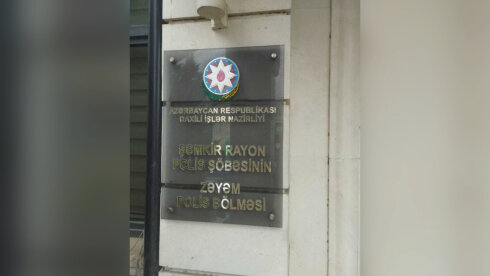 AZƏRBAYCAN RESPUBLİKASI
DAXİLİ İŞLƏR NAZİRLİYİ
ŞƏMKİR RAYON
POLİS ŞÖBƏSİNİN
ZƏYƏM
POLİS BÖLMƏSİ